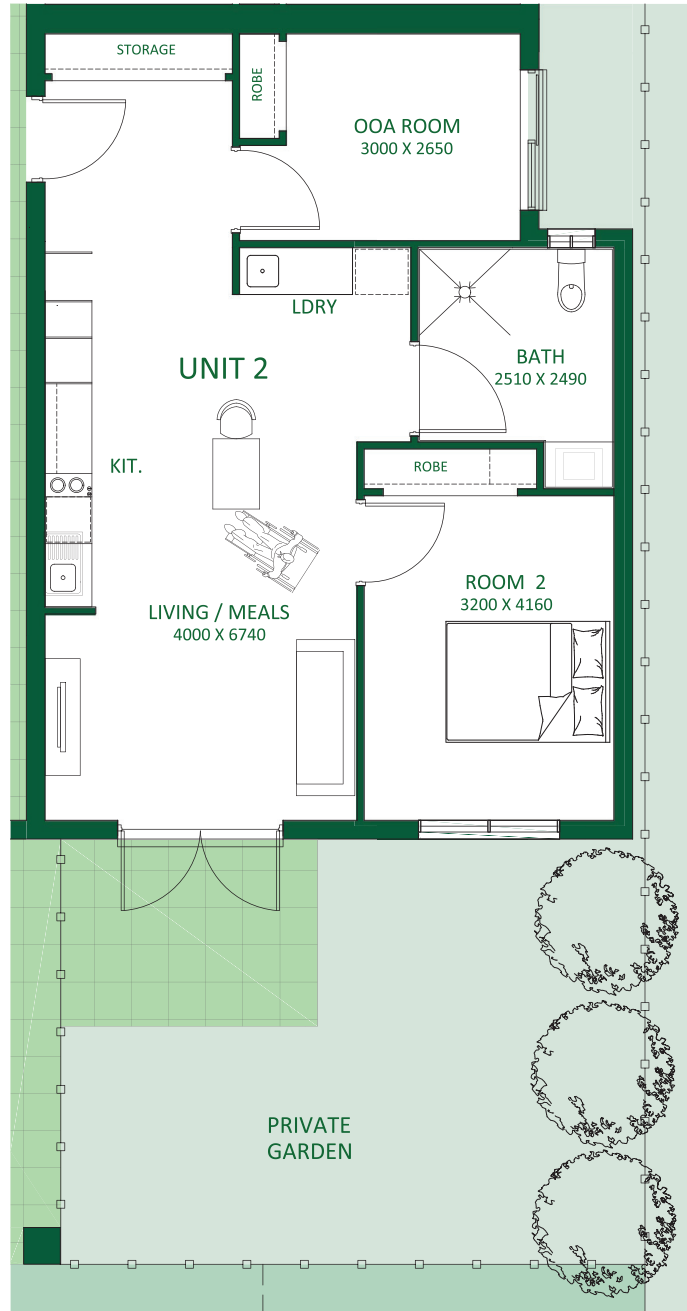 STORAGE
ROBE
OOA ROOM
3000 X 2650
LDRY
UNIT 2
BATH
2510 X 2490
KIT.
ROBE
ROOM 2
3200 X 4160
LIVING / MEALS
4000 X 6740
PRIVATE
GARDEN